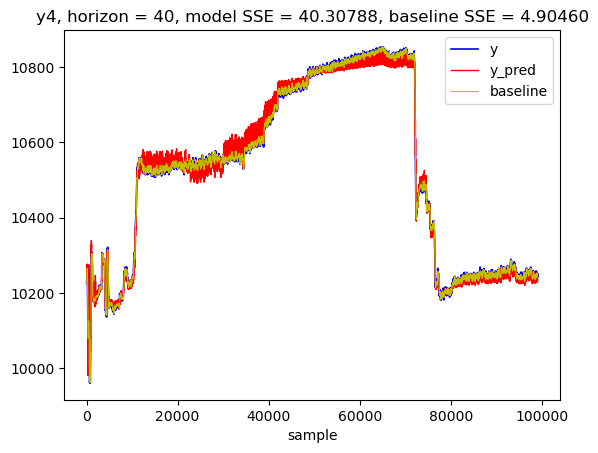 y4, horizon = 40, model SSE = 40.30788, baseline SSE = 4.90460
y
y_pred
baseline
10800
10600
10400
10200
10000
0
20000
40000
60000
80000
100000
sample